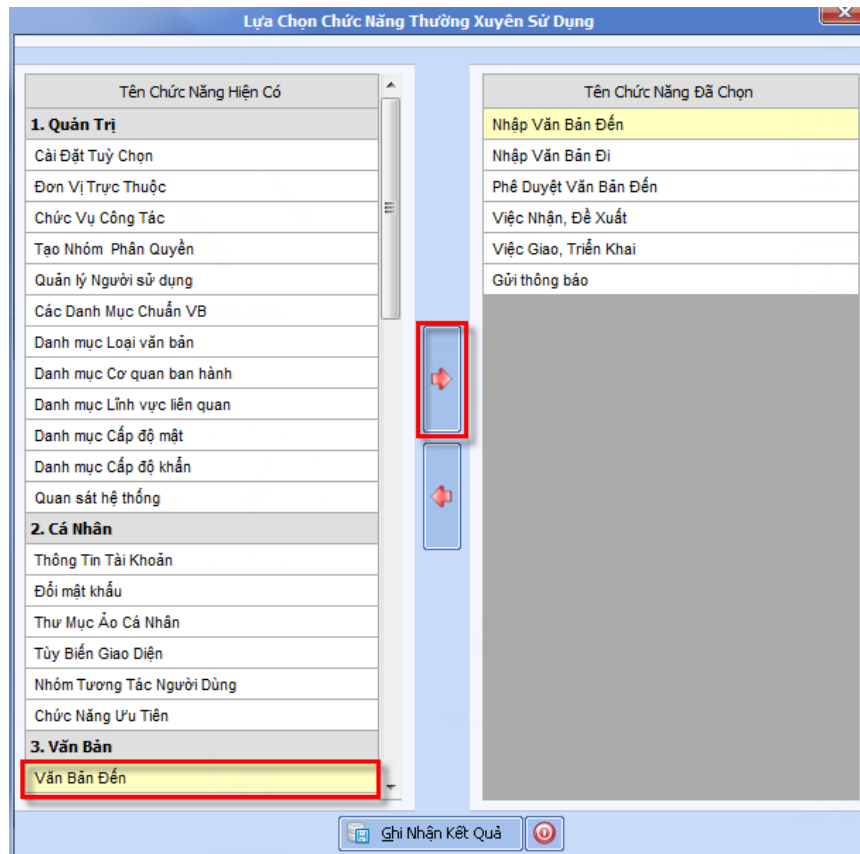 Lựa Chọn Chức Năng Thường Xuyên Sử Dụng
Tên Chức Năng Hiện Có
1. Quản Trị
Cài Đặt Tuỳ Chọn
Đơn Vị Trực Thuộc
Chức Vụ Công Tác
Tạo Nhóm Phân Quyền
Quản lý Người sử dụng
Các Danh Mục Chuẩn VB
Danh mục Loại văn bản
Danh mục Cơ quan ban hành
Danh mục Lĩnh vực liên quan
Danh mục Cấp độ mật
Danh mục Cấp độ khẩn
Quan sát hệ thống
2. Cá Nhân
Thông Tin Tài Khoản
Đổi mật khẩu
Thư Mục Ảo Cá Nhân
Tùy Biến Giao Diện
Nhóm Tương Tác Người Dùng
Chức Năng Ưu Tiên
3. Văn Bản
Văn Bản Đến
Tên Chức Năng Đã Chọn
Nhập Văn Bản Đến
Nhập Văn Bản Đi
Phê Duyệt Văn Bản Đến
Việc Nhận, Đề Xuất
Việc Giao, Triển Khai
Gửi thông báo
Ghi Nhận Kết Quả